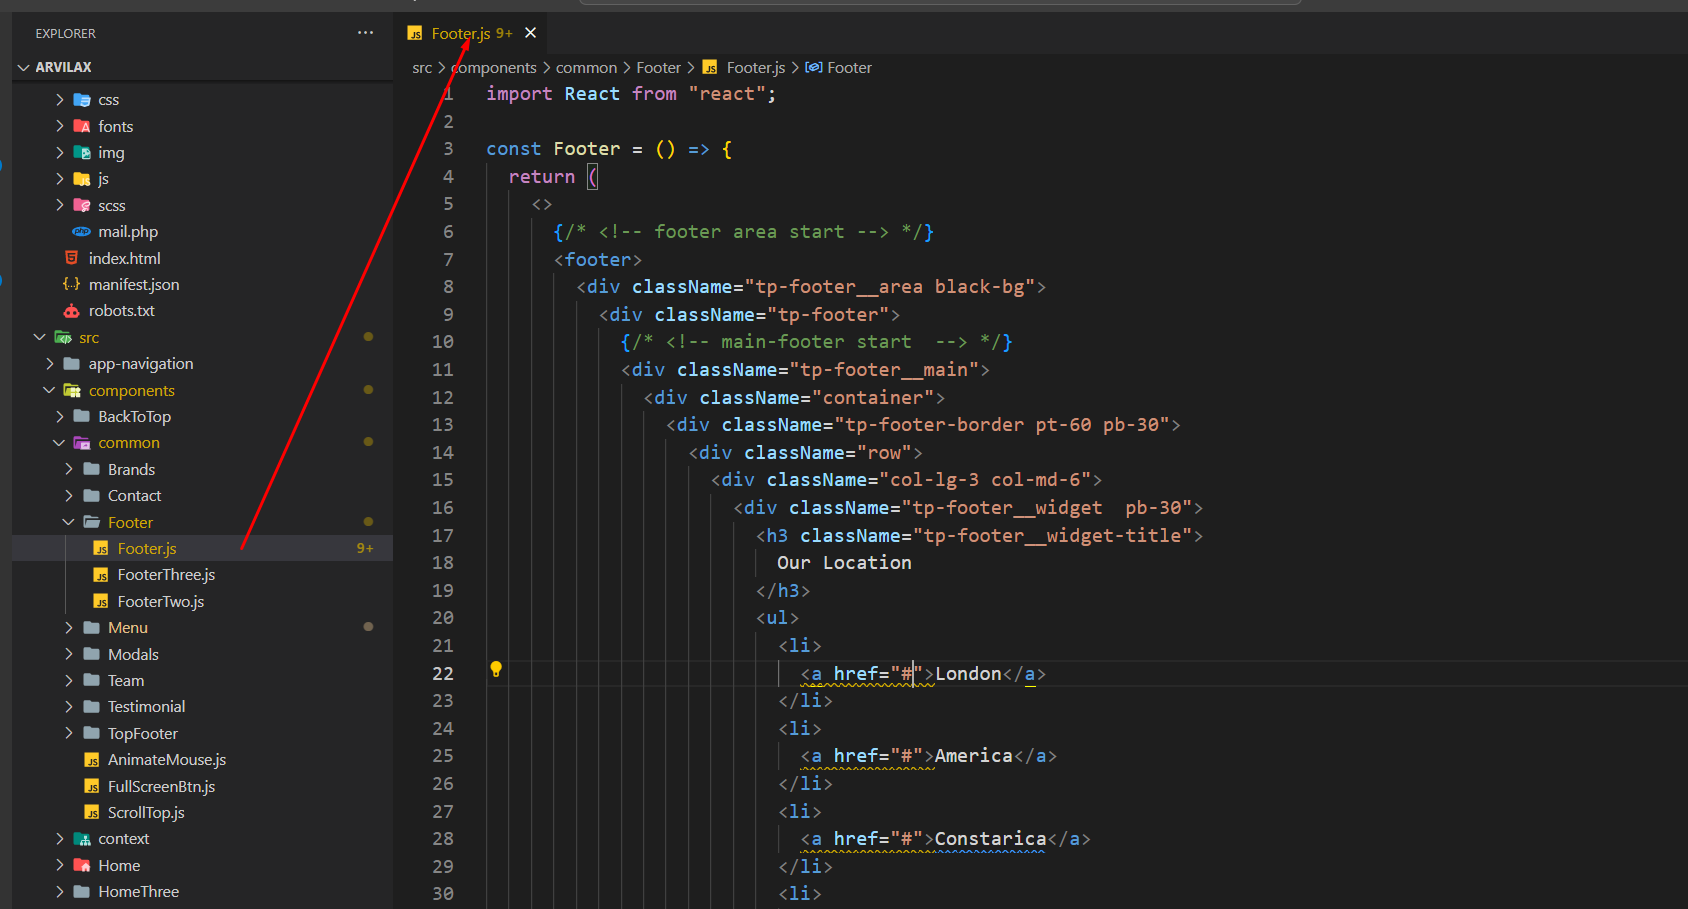 EXPLORER
ARVILAX
css
fonts
img
js
scss
mail.php
index.html
manifest.json
robots.txt
src
app-navigation
components
BackToTop
common
Brands
Contact
Footer
Footer.js 9+
FooterThree.js
FooterTwo.js
Menu
Modals
Team
Testimonial
TopFooter
AnimateMouse.js
FullScreenBtn.js
ScrollTop.js
context
Home
HomeThree
Footer.js 9+
src > components > common > Footer > Footer.js > Footer
1 import React from "react";
2
3 const Footer = () => {
4 return (
5 <>
6 {/* <!-- footer area start --> */}
7 <footer>
8 <div className="tp-footer__area black-bg">
9 <div className="tp-footer">
10 {/* <!-- main-footer start  --> */}
11 <div className="tp-footer__main">
12 <div className="container">
13 <div className="tp-footer-border pt-60 pb-30">
14 <div className="row">
15 <div className="col-lg-3 col-md-6">
16 <div className="tp-footer__widget  pb-30">
17 <h3 className="tp-footer__widget-title">
18 Our Location
19 </h3>
20 <ul>
21 <li>
22 <a href="#">London</a>
23 </li>
24 <li>
25 <a href="#">America</a>
26 </li>
27 <li>
28 <a href="#">Constarica</a>
29 </li>
30 <li>